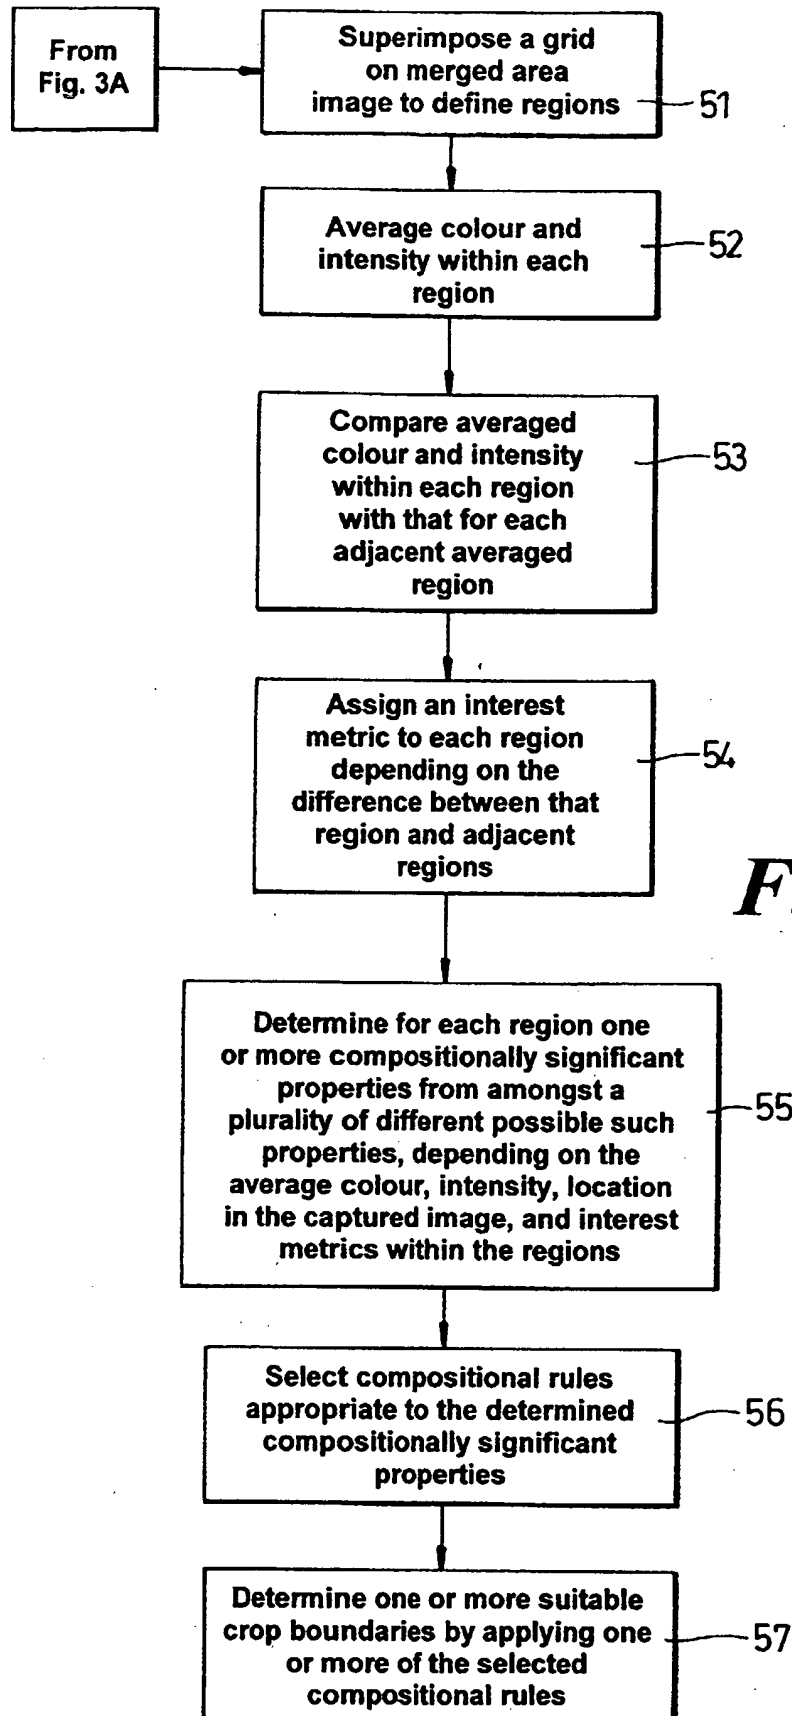 From
Fig. 3A
Superimpose a grid
on merged area
image to define regions
51
Average colour and
intensity within each
region
52
Compare averaged
colour and intensity
within each region
with that for each
adjacent averaged
region
53
Assign an interest
metric to each region
depending on the
difference between that
region and adjacent
regions
54
F
Determine for each region one
or more compositionally significant
properties from amongst a
plurality of different possible such
properties, depending on the
average colour, intensity, location
in the captured image, and interest
metrics within the regions
55
Select compositional rules
appropriate to the determined
compositionally significant
properties
56
Determine one or more suitable
crop boundaries by applying one
or more of the selected
compositional rules
57